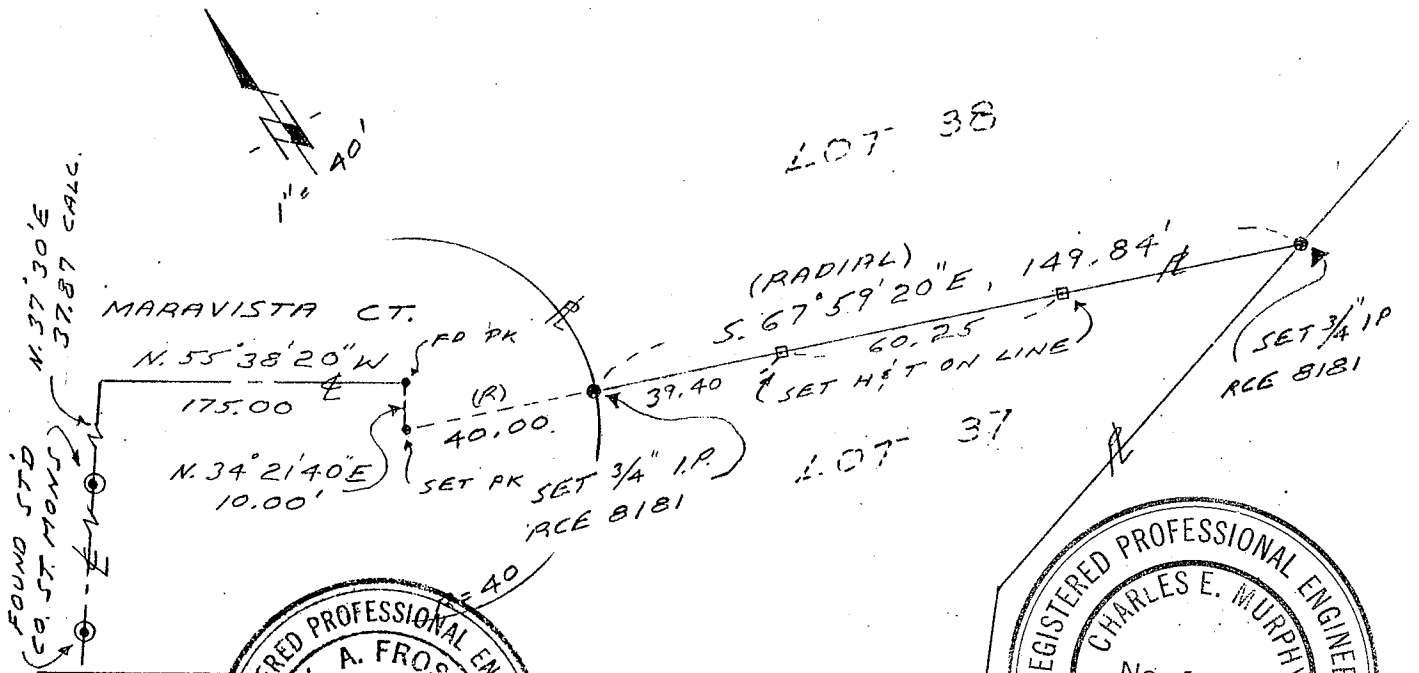 40'
1"=
LOT 38
N. 37° 30' E
37.87 CALC.
MARAVISTA CT.
N. 55° 38' 20" W
175.00
FD PK
(RADIAL)
S. 67° 59' 20" E, 149.84'
(R)
40.00
39.40
60.25
SET H & T ON LINE
SET 3/4" I.P
RCE 8181
N. 34° 21' 40" E
10.00'
SET PK
SET 3/4" I.P.
RCE 8181
LOT 37
FOUND STD
CO. ST. MONS
= 40
PROFESSIONAL
A. FROS
REGISTERED PROFESSIONAL ENGINEER
CHARLES E. MURPHY
No.